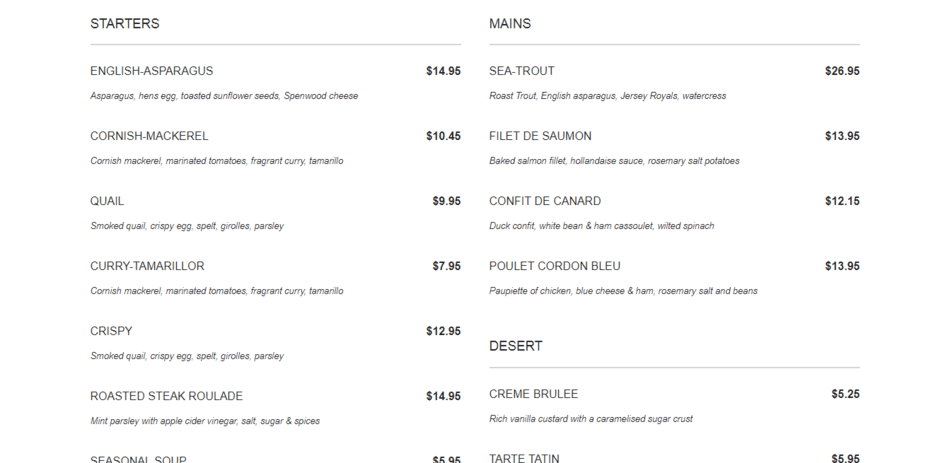 STARTERS
ENGLISH-ASPARAGUS $14.95
Asparagus, hens egg, toasted sunflower seeds, Spenwood cheese
CORNISH-MACKEREL $10.45
Cornish mackerel, marinated tomatoes, fragrant curry, tamarillo
QUAIL $9.95
Smoked quail, crispy egg, spelt, girolles, parsley
CURRY-TAMARILLOR $7.95
Cornish mackerel, marinated tomatoes, fragrant curry, tamarillo
CRISPY $12.95
Smoked quail, crispy egg, spelt, girolles, parsley
ROASTED STEAK ROULADE $14.95
Mint parsley with apple cider vinegar, salt, sugar & spices
SEASONAL SOUP $5.95
MAINS
SEA-TROUT $26.95
Roast Trout, English asparagus, Jersey Royals, watercress
FILET DE SAUMON $13.95
Baked salmon fillet, hollandaise sauce, rosemary salt potatoes
CONFIT DE CANARD $12.15
Duck confit, white bean & ham cassoulet, wilted spinach
POULET CORDON BLEU $13.95
Paupiette of chicken, blue cheese & ham, rosemary salt and beans
DESERT
CREME BRULEE $5.25
Rich vanilla custard with a caramelised sugar crust
TARTE TATIN $5.95